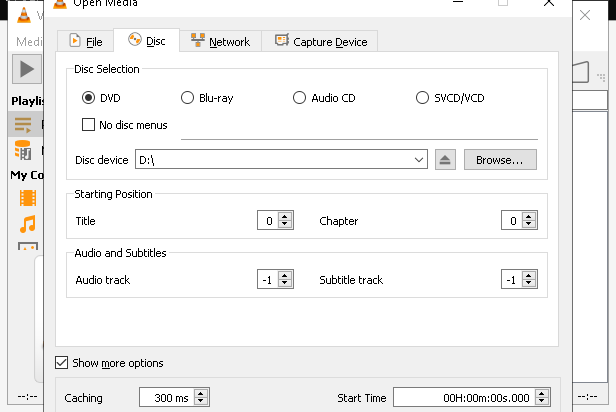 Open Media
V
Medi
File
Disc
Network
Capture Device
Disc Selection
DVD
Blu-ray
Audio CD
SVCD/VCD
No disc menus
Disc device
D:\
Browse...
Starting Position
Title
0
Chapter
0
Audio and Subtitles
Audio track
-1
Subtitle track
-1
Playlis
My Co
Show more options
Caching
300 ms
Start Time
00H:00m:00s.000
--:--
--:--